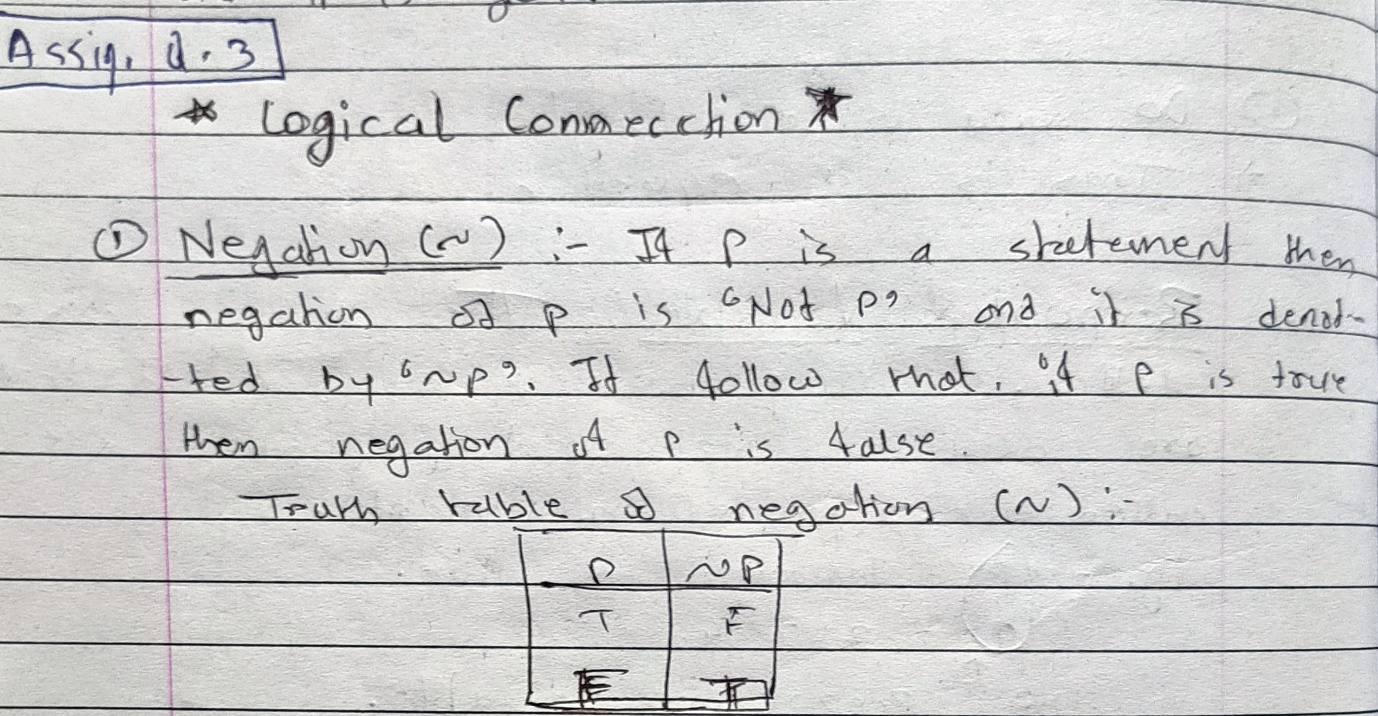 Assig. Q.3
* Logical Connecction *
① Negation (~) :- If P is a statement then
negation of p is ‘Not p’ and it is denot-
-ted by ‘~p’. It follow that, if p is true
then negation of p is false.
Truth table of negation (~) :-
P ~P
T F
F T